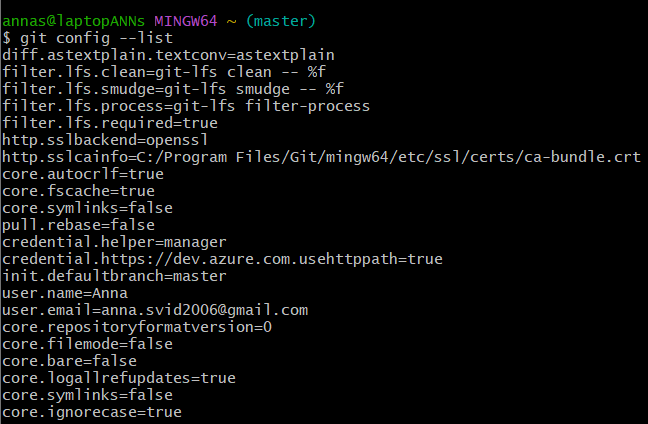 annas@laptopANNs MINGW64 ~ (master)
$ git config --list
diff.astextplain.textconv=astextplain
filter.lfs.clean=git-lfs clean -- %f
filter.lfs.smudge=git-lfs smudge -- %f
filter.lfs.process=git-lfs filter-process
filter.lfs.required=true
http.sslbackend=openssl
http.sslcainfo=C:/Program Files/Git/mingw64/etc/ssl/certs/ca-bundle.crt
core.autocrlf=true
core.fscache=true
core.symlinks=false
pull.rebase=false
credential.helper=manager
credential.https://dev.azure.com.usehttppath=true
init.defaultbranch=master
user.name=Anna
user.email=anna.svid2006@gmail.com
core.repositoryformatversion=0
core.filemode=false
core.bare=false
core.logallrefupdates=true
core.symlinks=false
core.ignorecase=true